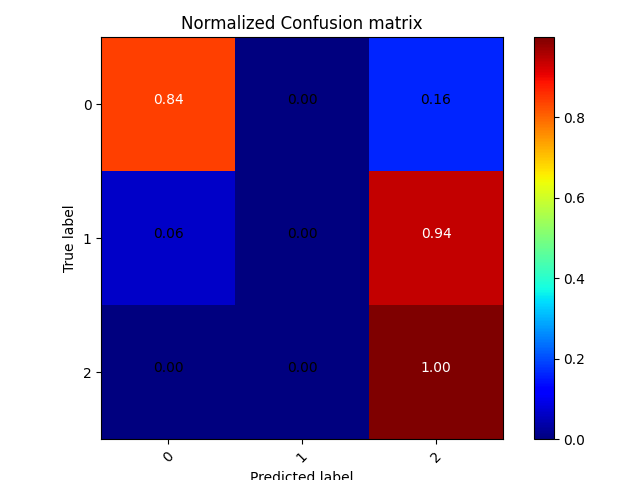 Normalized Confusion matrix
0 0.84 0.00 0.16
1 0.06 0.00 0.94
2 0.00 0.00 1.00
0 1 2
True label
Predicted label
0.8
0.6
0.4
0.2
0.0